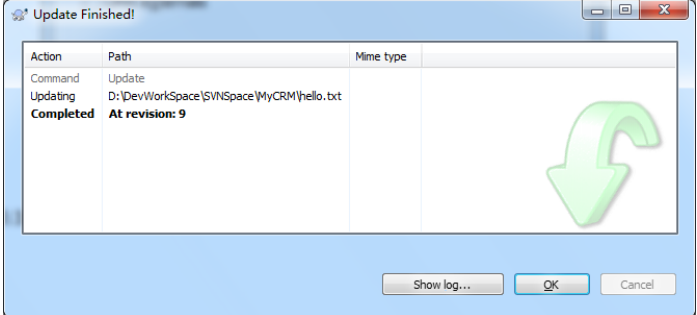 Update Finished!
Action Path Mime type
Command Update
Updating D:\DevWorkSpace\SVNSpace\MyCRM\hello.txt
Completed At revision: 9
Show log... OK Cancel